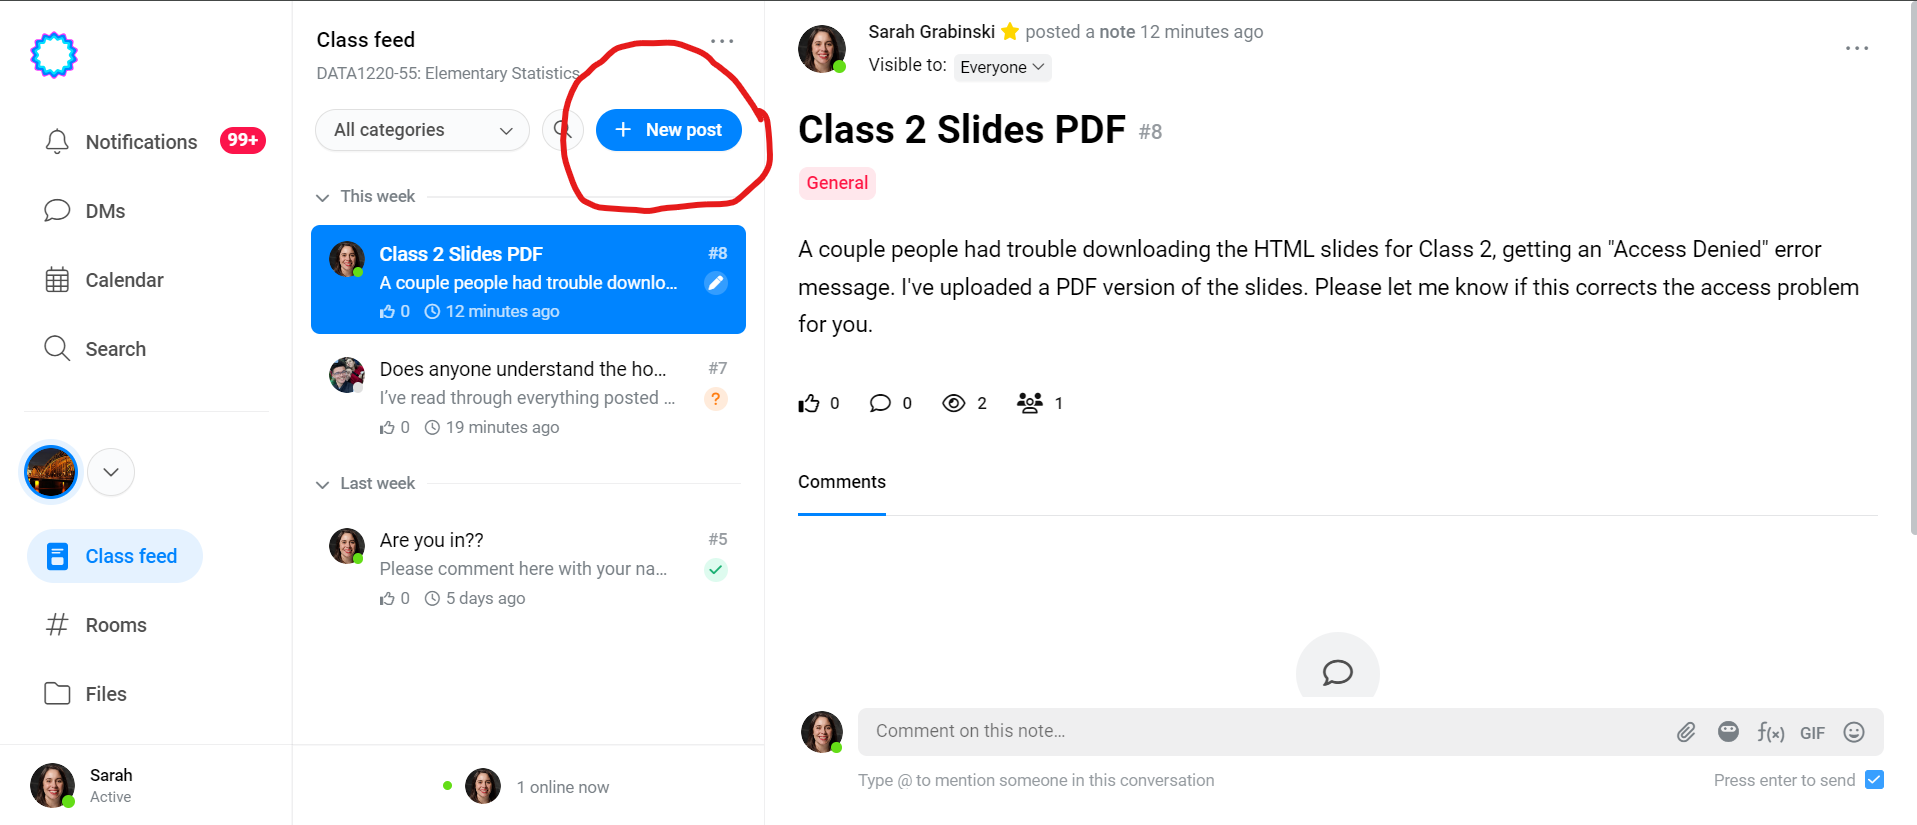 Notifications
99+
DMs
Calendar
Search
Class feed
Rooms
Files
Sarah
Active
Class feed
DATA1220-55: Elementary Statistics
All categories
+ New post
This week
Class 2 Slides PDF #8
A couple people had trouble downlo...
0 12 minutes ago
Does anyone understand the ho... #7
I've read through everything posted ...
?
0 19 minutes ago
Last week
Are you in?? #5
Please comment here with your na...
0 5 days ago
1 online now
Sarah Grabinski posted a note 12 minutes ago
Visible to: Everyone
Class 2 Slides PDF #8
General
A couple people had trouble downloading the HTML slides for Class 2, getting an "Access Denied" error
message. I've uploaded a PDF version of the slides. Please let me know if this corrects the access problem
for you.
0 0 2 1
Comments
Comment on this note...
f(x) GIF
Type @ to mention someone in this conversation
Press enter to send